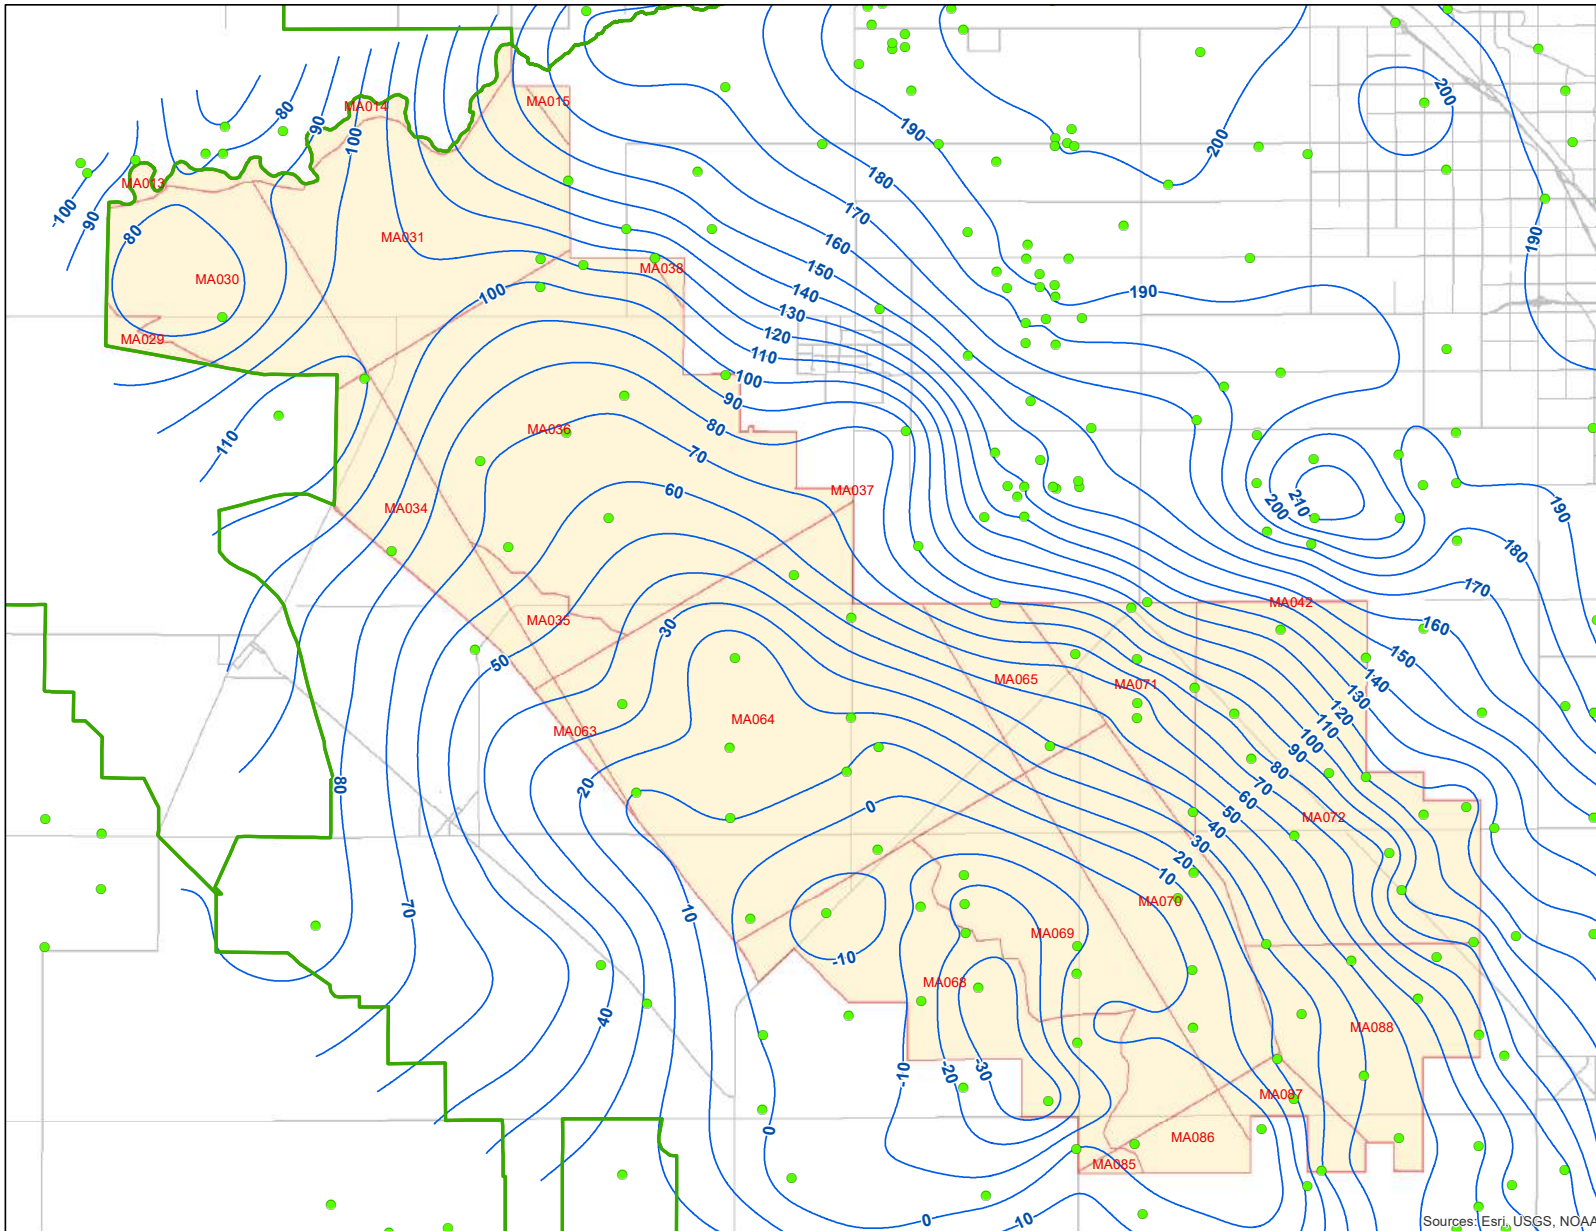 80
90
100
MA014
MA015
190
200
200
MA013
-100
90
80
MA031
MA030
180
170
160
190
MA038
150
140
130
120
110
100
90
80
100
190
MA029
MA036
110
70
60
MA037
MA034
200
210
190
180
170
160
150
140
130
120
110
100
90
80
70
60
50
40
30
20
10
MA042
MA035
30
50
MA065
MA071
MA064
MA063
20
0
80
MA072
70
10
MA070
MA069
-10
MA068
40
MA088
-10
-20
-30
MA087
0
MA086
MA085
0
10
Sources: Esri, USGS, NOAA